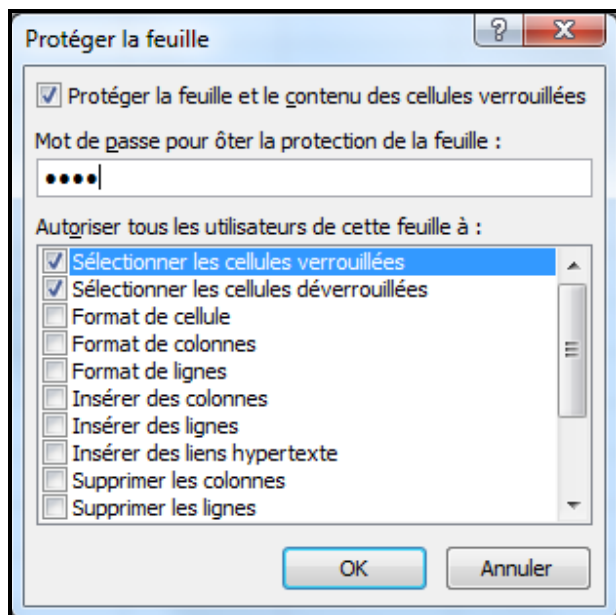 Protéger la feuille
Protéger la feuille et le contenu des cellules verrouillées
Mot de passe pour ôter la protection de la feuille :
••••
Autoriser tous les utilisateurs de cette feuille à :
Sélectionner les cellules verrouillées
Sélectionner les cellules déverrouillées
Format de cellule
Format de colonnes
Format de lignes
Insérer des colonnes
Insérer des lignes
Insérer des liens hypertexte
Supprimer les colonnes
Supprimer les lignes
OK Annuler